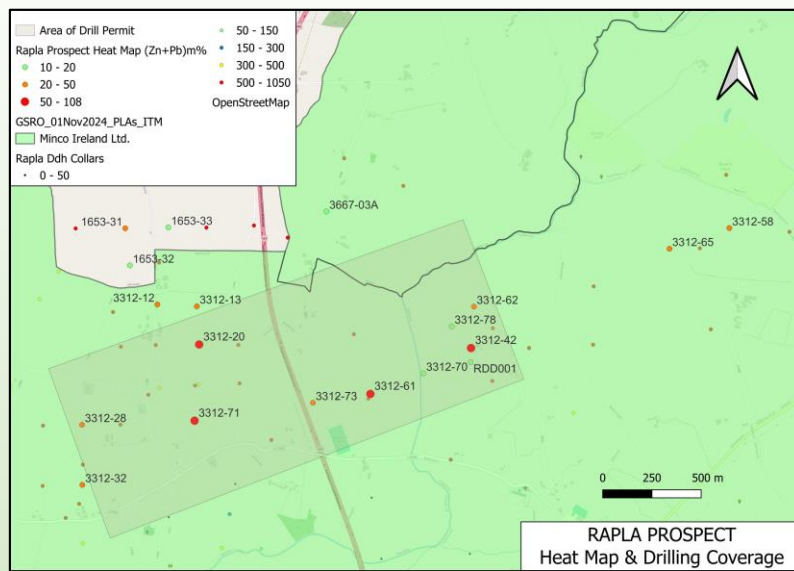 Area of Drill Permit
Rapla Prospect Heat Map (Zn+Pb)m%
10 - 20
20 - 50
50 - 108
GSRO_01Nov2024_PLAs_ITM
Minco Ireland Ltd.
Rapla Ddh Collars
0 - 50
50 - 150
150 - 300
300 - 500
500 - 1050
OpenStreetMap
3667-03A
1653-31
1653-33
3312-58
3312-65
1653-32
3312-12
3312-13
3312-62
3312-78
3312-20
3312-42
3312-70
RDD001
3312-61
3312-73
3312-28
3312-71
3312-32
0 250 500 m
RAPLA PROSPECT
Heat Map & Drilling Coverage